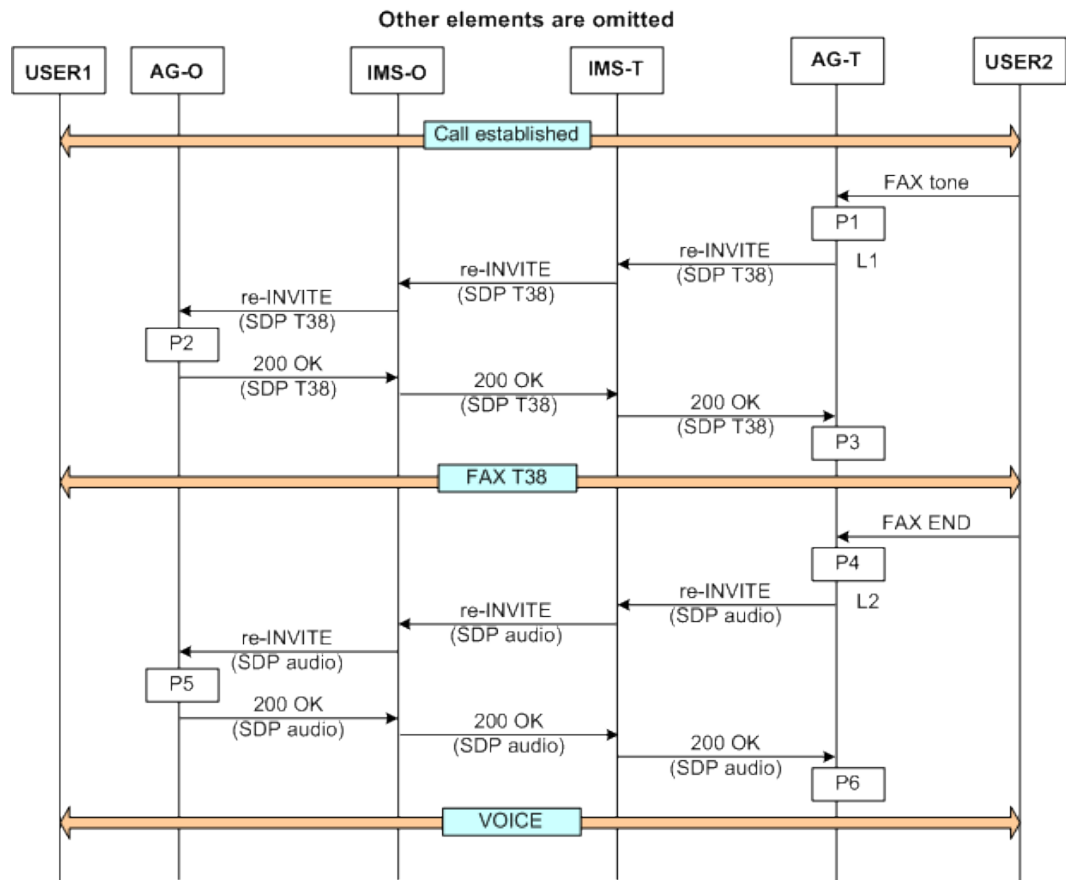 Other elements are omitted
USER1
AG-O
IMS-O
IMS-T
AG-T
USER2
Call established
FAX tone
P1
L1
re-INVITE
(SDP T38)
re-INVITE
(SDP T38)
re-INVITE
(SDP T38)
P2
200 OK
(SDP T38)
200 OK
(SDP T38)
200 OK
(SDP T38)
P3
FAX T38
FAX END
P4
L2
re-INVITE
(SDP audio)
re-INVITE
(SDP audio)
re-INVITE
(SDP audio)
P5
200 OK
(SDP audio)
200 OK
(SDP audio)
200 OK
(SDP audio)
P6
VOICE